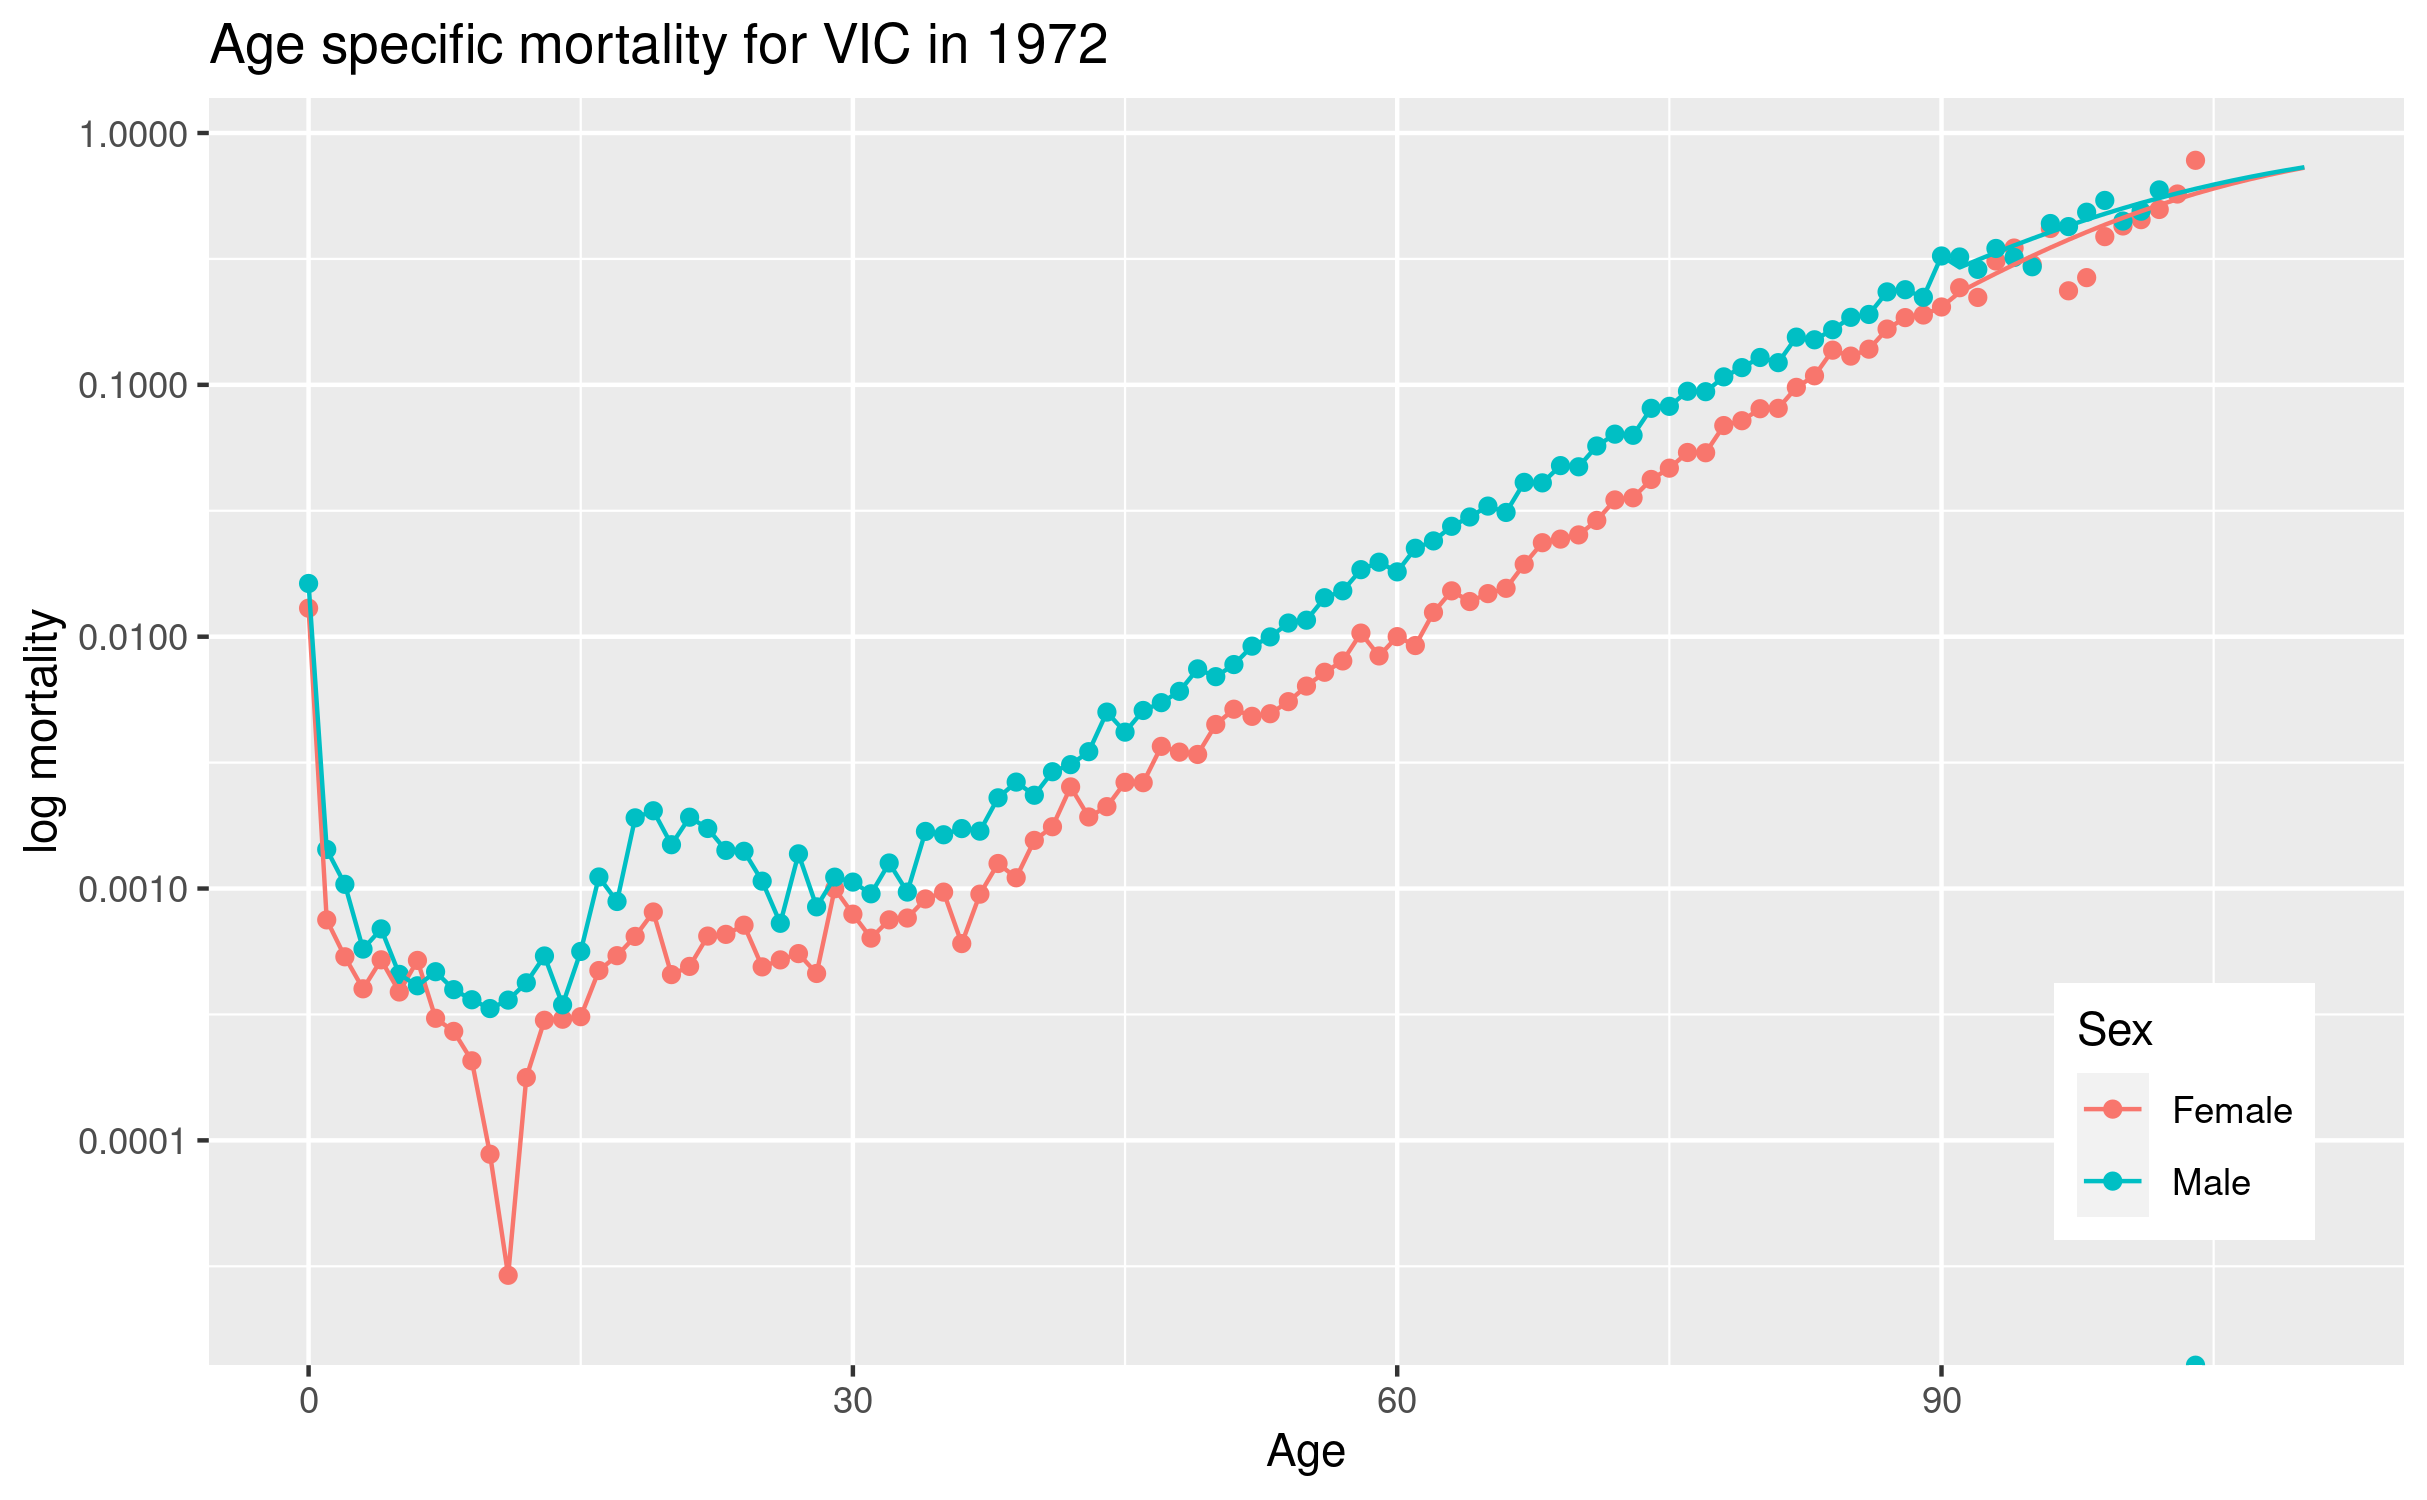 Age specific mortality for VIC in 1972
log mortality
1.0000
0.1000
0.0100
0.0010
0.0001
0
30
60
90
Age
Sex
Female
Male